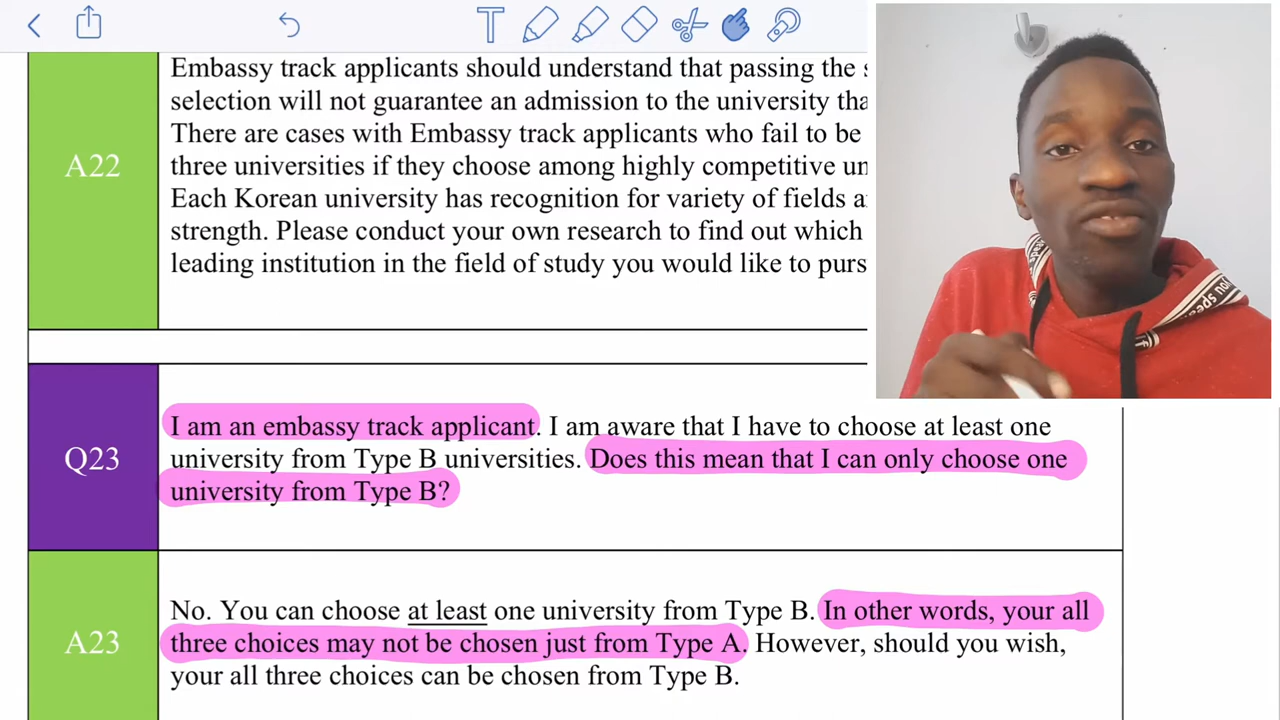 Embassy track applicants should understand that passing the
selection will not guarantee an admission to the university
There are cases with Embassy track applicants who fail to be
three universities if they choose among highly competitive
A22
Each Korean university has recognition for variety of fields
strength. Please conduct your own research to find out which
leading institution in the field of study you would like to
I am an embassy track applicant. I am aware that I have to choose at least one
Q23
university from Type B universities. Does this mean that I can only choose one
university from Type B?
No. You can choose at least one university from Type B. In other words, your all
A23
three choices may not be chosen just from Type A. However, should you wish,
your all three choices can be chosen from Type B.